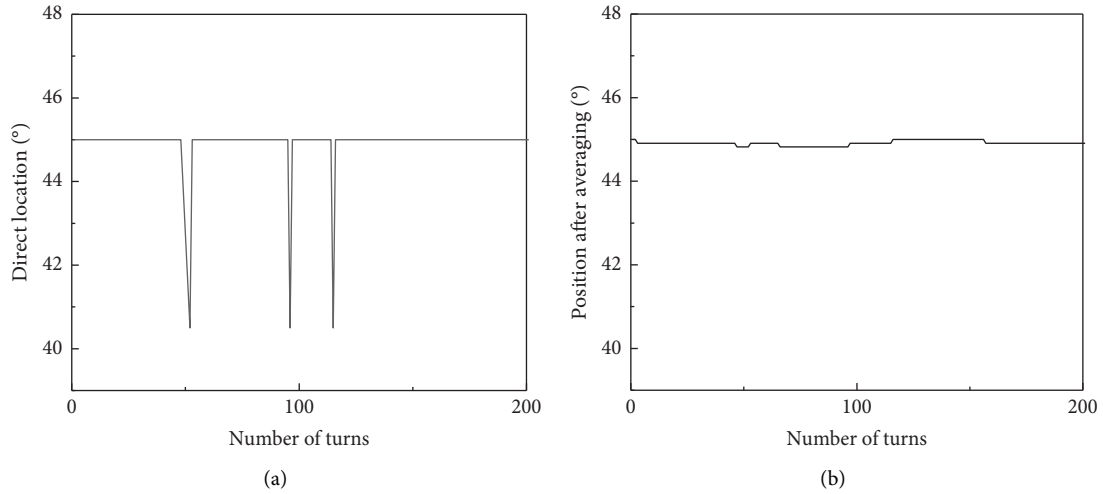 48
46
44
42
40
Direct location (°)
0
100
200
Number of turns
(a)
48
46
44
42
40
Position after averaging (°)
0
100
200
Number of turns
(b)